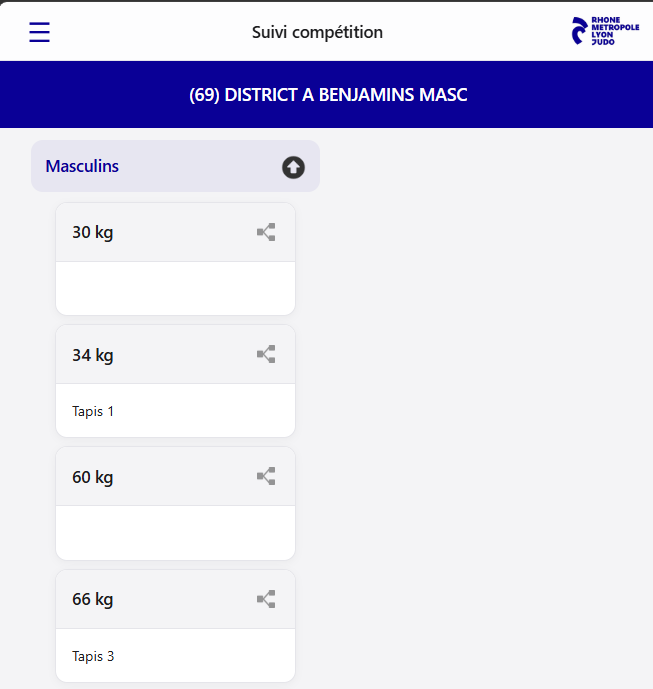 Suivi compétition
RHONE
METROPOLE
LYON
JUDO
(69) DISTRICT A BENJAMINS MASC
Masculins
30 kg
34 kg
Tapis 1
60 kg
66 kg
Tapis 3